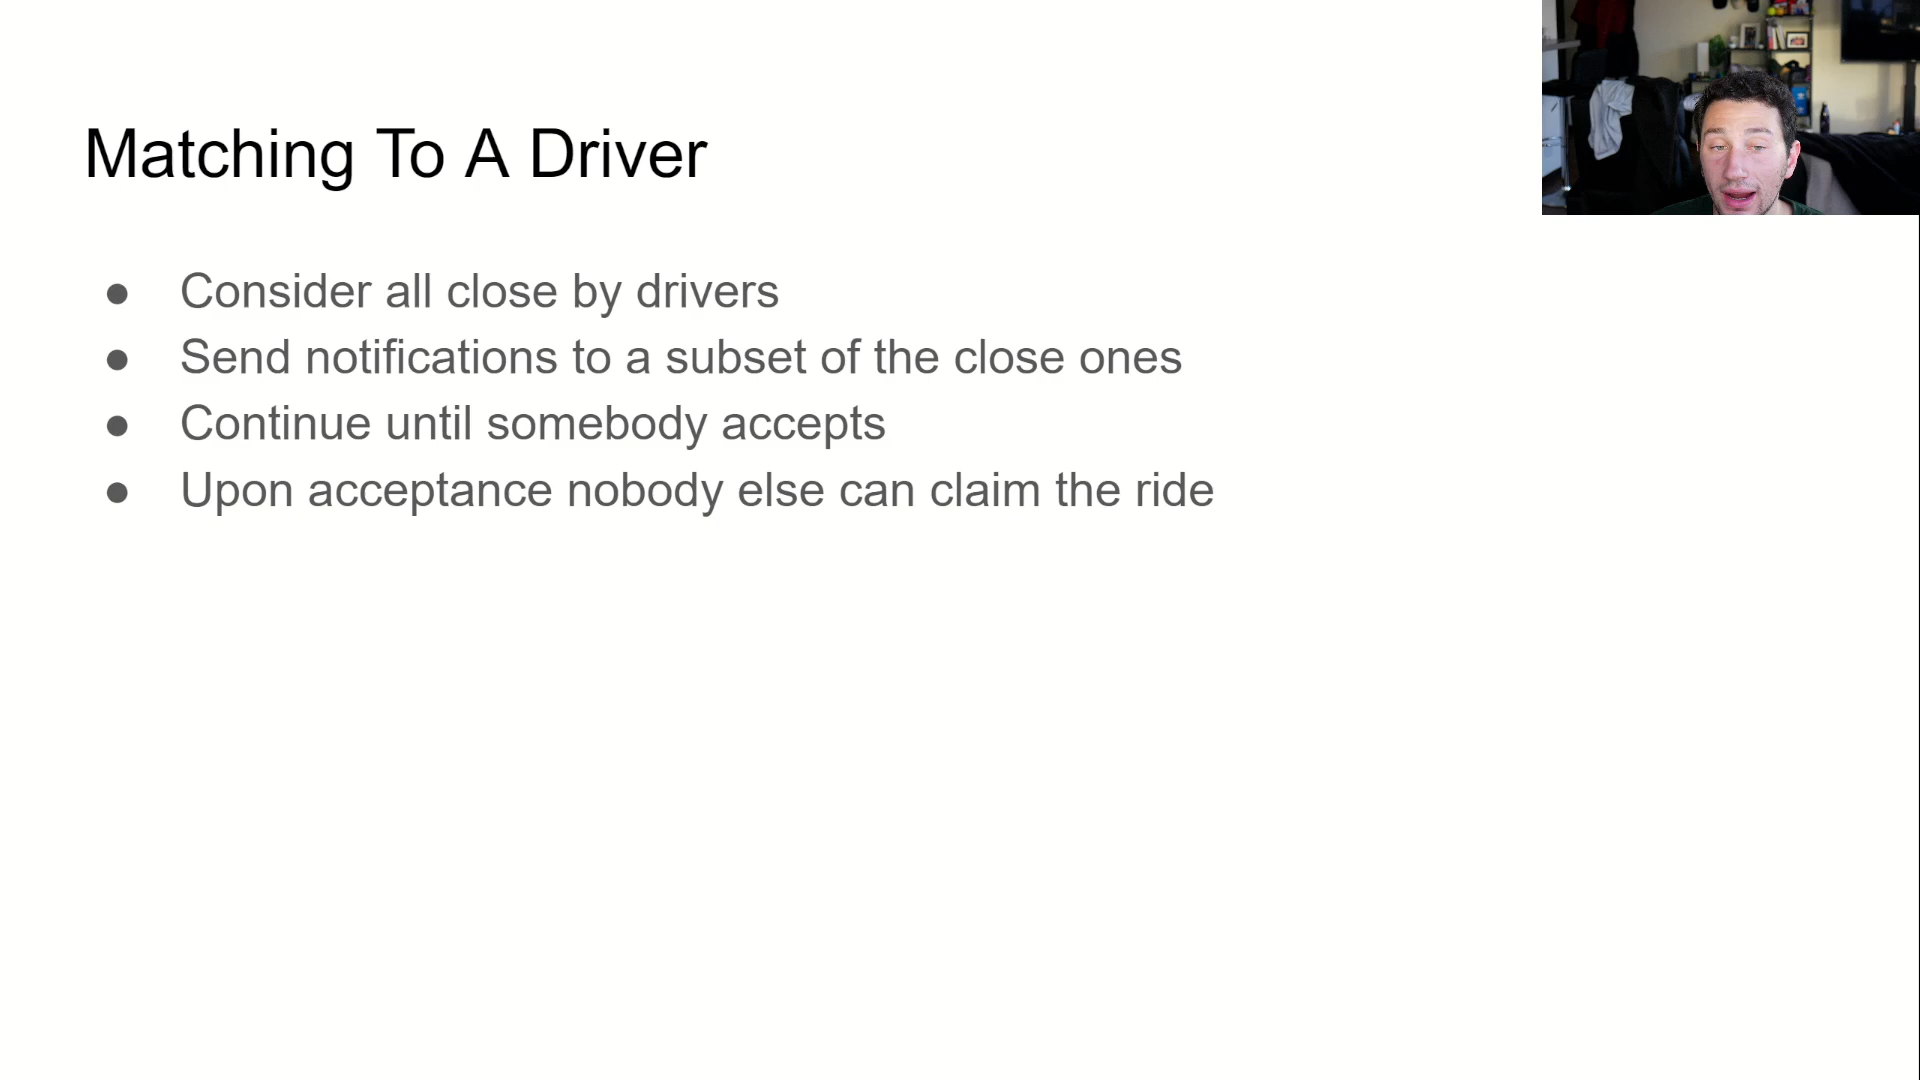 Matching To A Driver
● Consider all close by drivers
● Send notifications to a subset of the close ones
● Continue until somebody accepts
● Upon acceptance nobody else can claim the ride